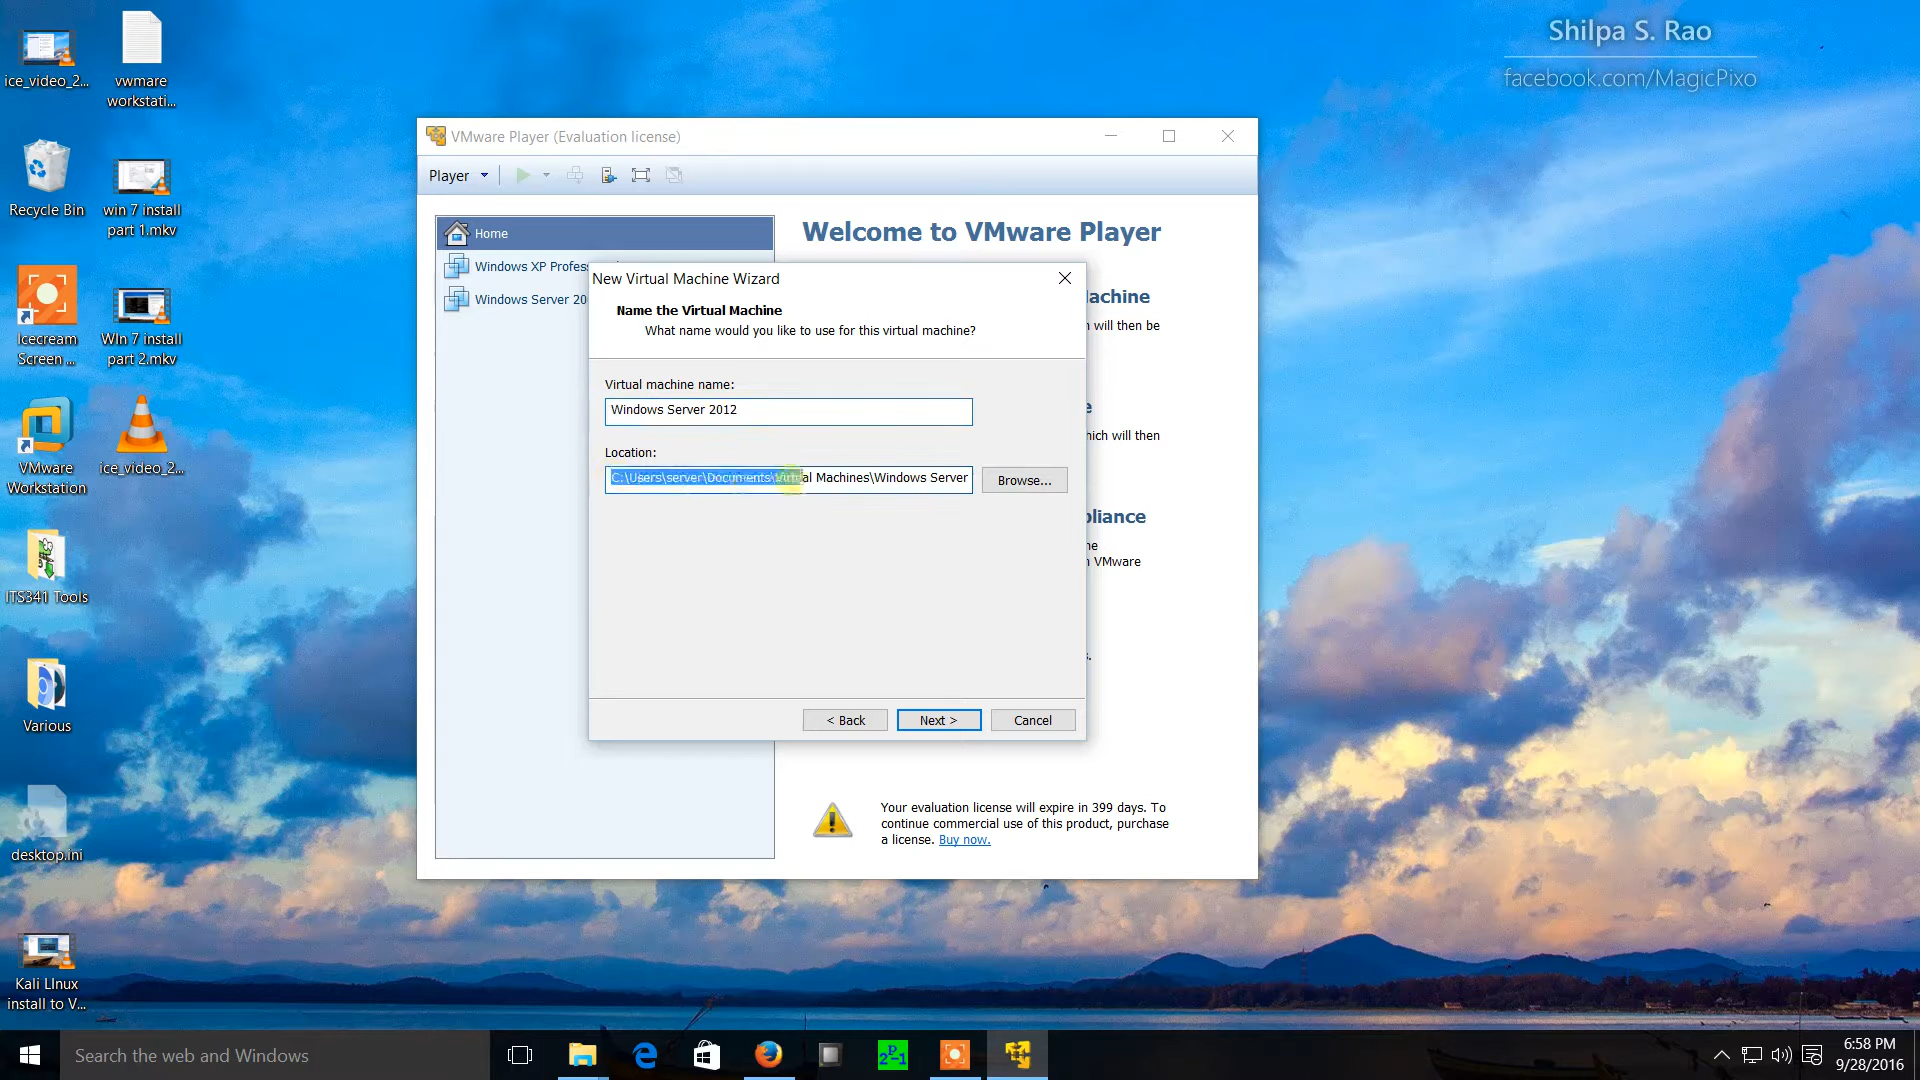 Shilpa S. Rao
facebook.com/MagicPixo
ice_video_2...
vwmare
workstati...
Recycle Bin
win 7 install
part 1.mkv
Icecream
Screen ...
WIn 7 install
part 2.mkv
VMware
Workstation
ice_video_2...
ITS341 Tools
Various
desktop.ini
Kali LInux
install to V...
VMware Player (Evaluation license)
Player
Home
Windows XP Profes
Windows Server 20
Welcome to VMware Player
achine
will then be
e
ich will then
liance
ne
VMware
s.
New Virtual Machine Wizard
Name the Virtual Machine
What name would you like to use for this virtual machine?
Virtual machine name:
Windows Server 2012
Location:
C:\Users\server\Documents\Virtual Machines\Windows Server
Browse...
< Back
Next >
Cancel
Your evaluation license will expire in 399 days. To
continue commercial use of this product, purchase
a license. Buy now.
Search the web and Windows
2P-1
6:58 PM
9/28/2016